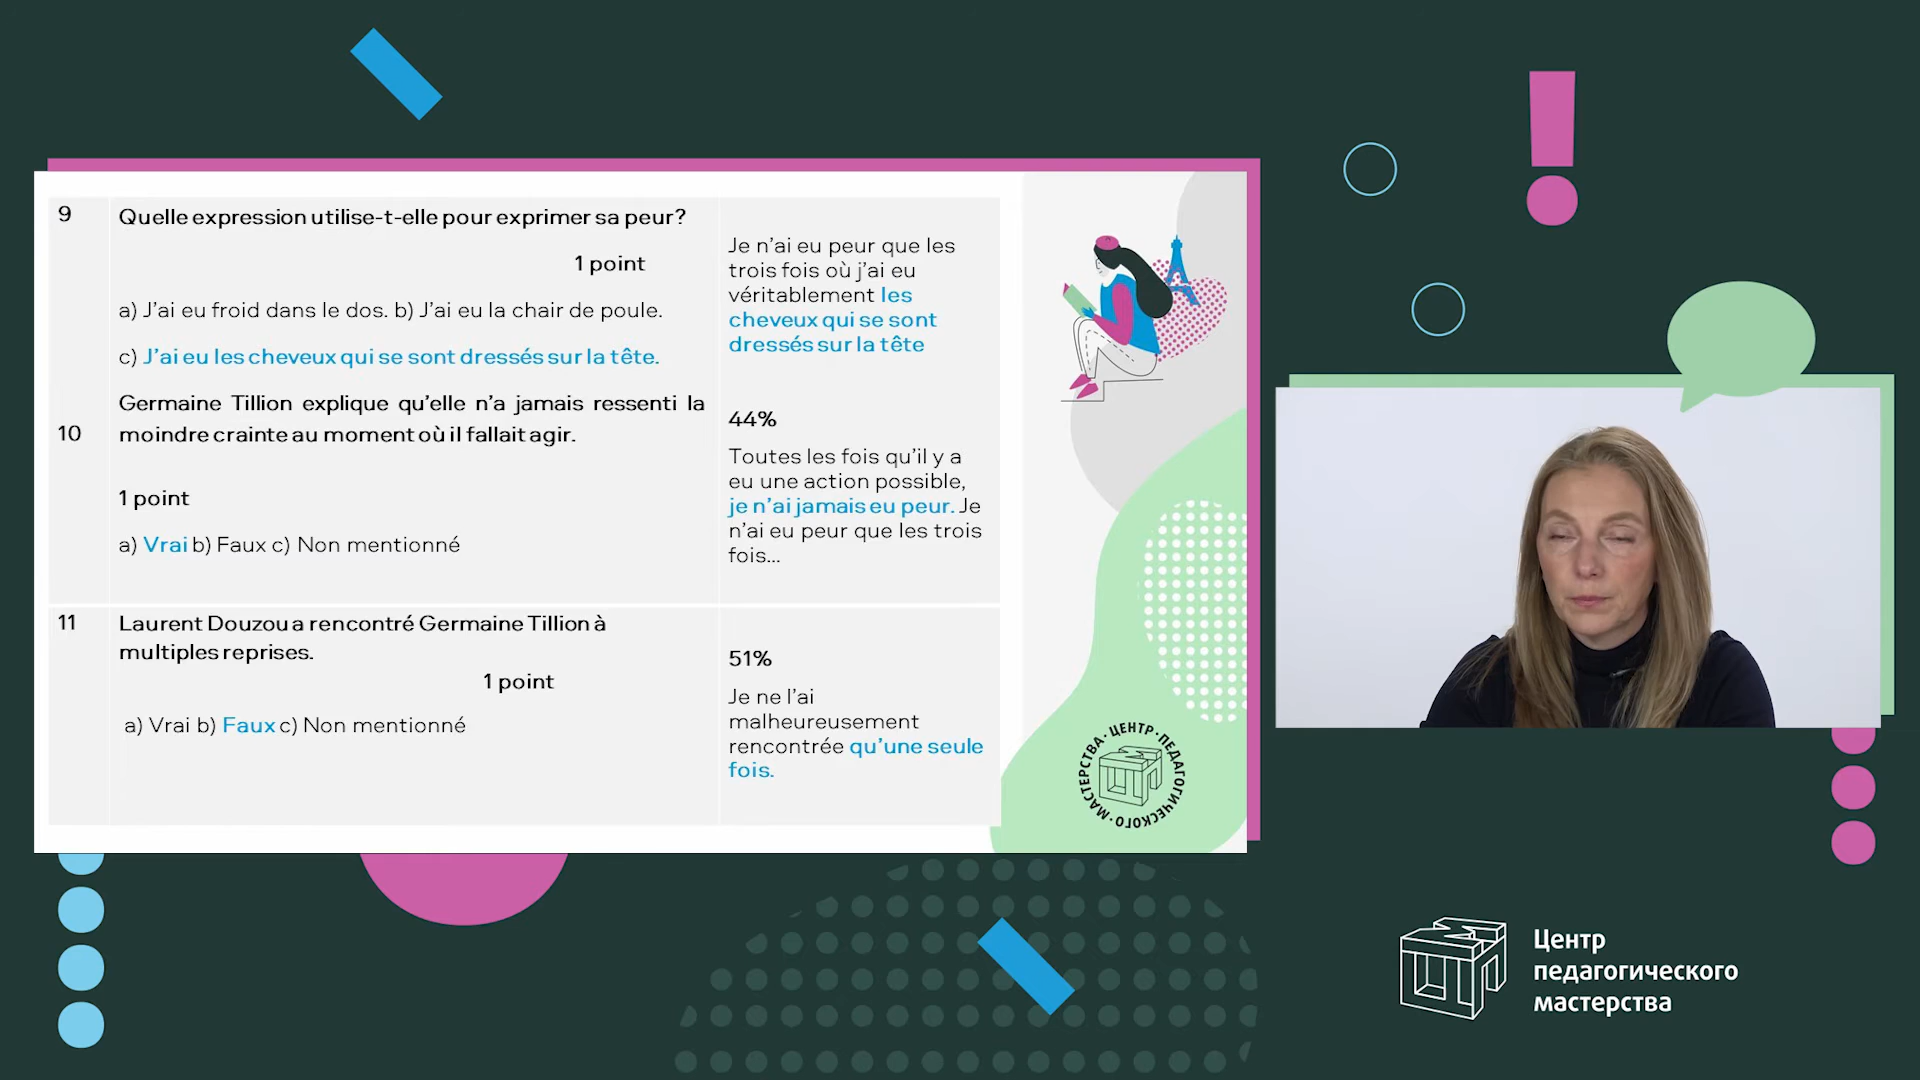 9
Quelle expression utilise-t-elle pour exprimer sa peur?
1 point
a) J'ai eu froid dans le dos. b) J'ai eu la chair de poule.
c) J'ai eu les cheveux qui se sont dressés sur la tête.
Je n'ai eu peur que les
trois fois où j'ai eu
véritablement les
cheveux qui se sont
dressés sur la tête
10
Germaine Tillion explique qu'elle n'a jamais ressenti la
moindre crainte au moment où il fallait agir.
1 point
a) Vrai b) Faux c) Non mentionné
44%
Toutes les fois qu'il y a
eu une action possible,
je n'ai jamais eu peur. Je
n'ai eu peur que les trois
fois...
11
Laurent Douzou a rencontré Germaine Tillion à
multiples reprises.
1 point
a) Vrai b) Faux c) Non mentionné
51%
Je ne l'ai
malheureusement
rencontrée qu'une seule
fois.
ЦЕНТР·ПЕДАГОГИЧЕСКОГО·МАСТЕРСТВА·
Центр
педагогического
мастерства